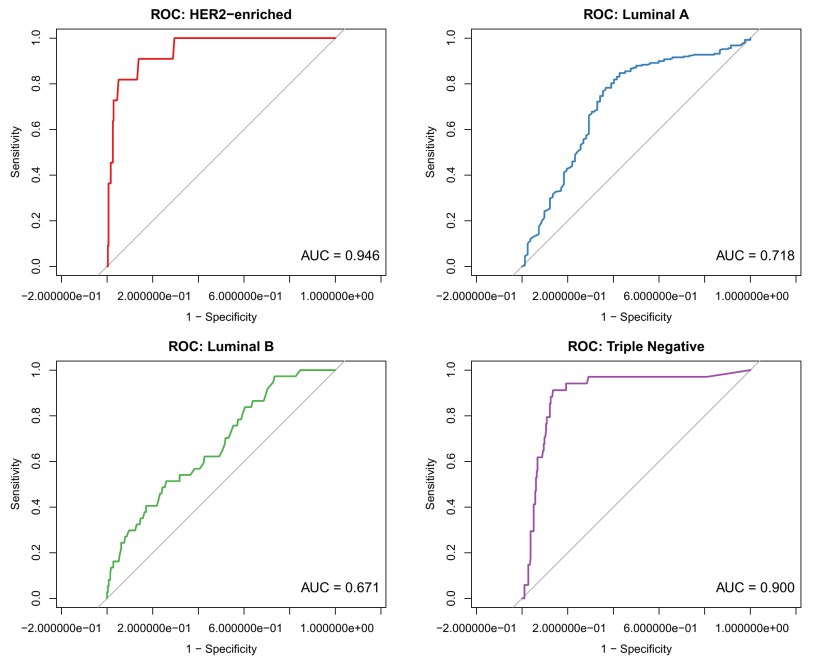 ROC: HER2−enriched
Sensitivity
0.0 0.2 0.4 0.6 0.8 1.0
AUC = 0.946
−2.000000e−01 2.000000e−01 6.000000e−01 1.000000e+00
1 − Specificity
ROC: Luminal A
Sensitivity
0.0 0.2 0.4 0.6 0.8 1.0
AUC = 0.718
−2.000000e−01 2.000000e−01 6.000000e−01 1.000000e+00
1 − Specificity
ROC: Luminal B
Sensitivity
0.0 0.2 0.4 0.6 0.8 1.0
AUC = 0.671
−2.000000e−01 2.000000e−01 6.000000e−01 1.000000e+00
1 − Specificity
ROC: Triple Negative
Sensitivity
0.0 0.2 0.4 0.6 0.8 1.0
AUC = 0.900
−2.000000e−01 2.000000e−01 6.000000e−01 1.000000e+00
1 − Specificity